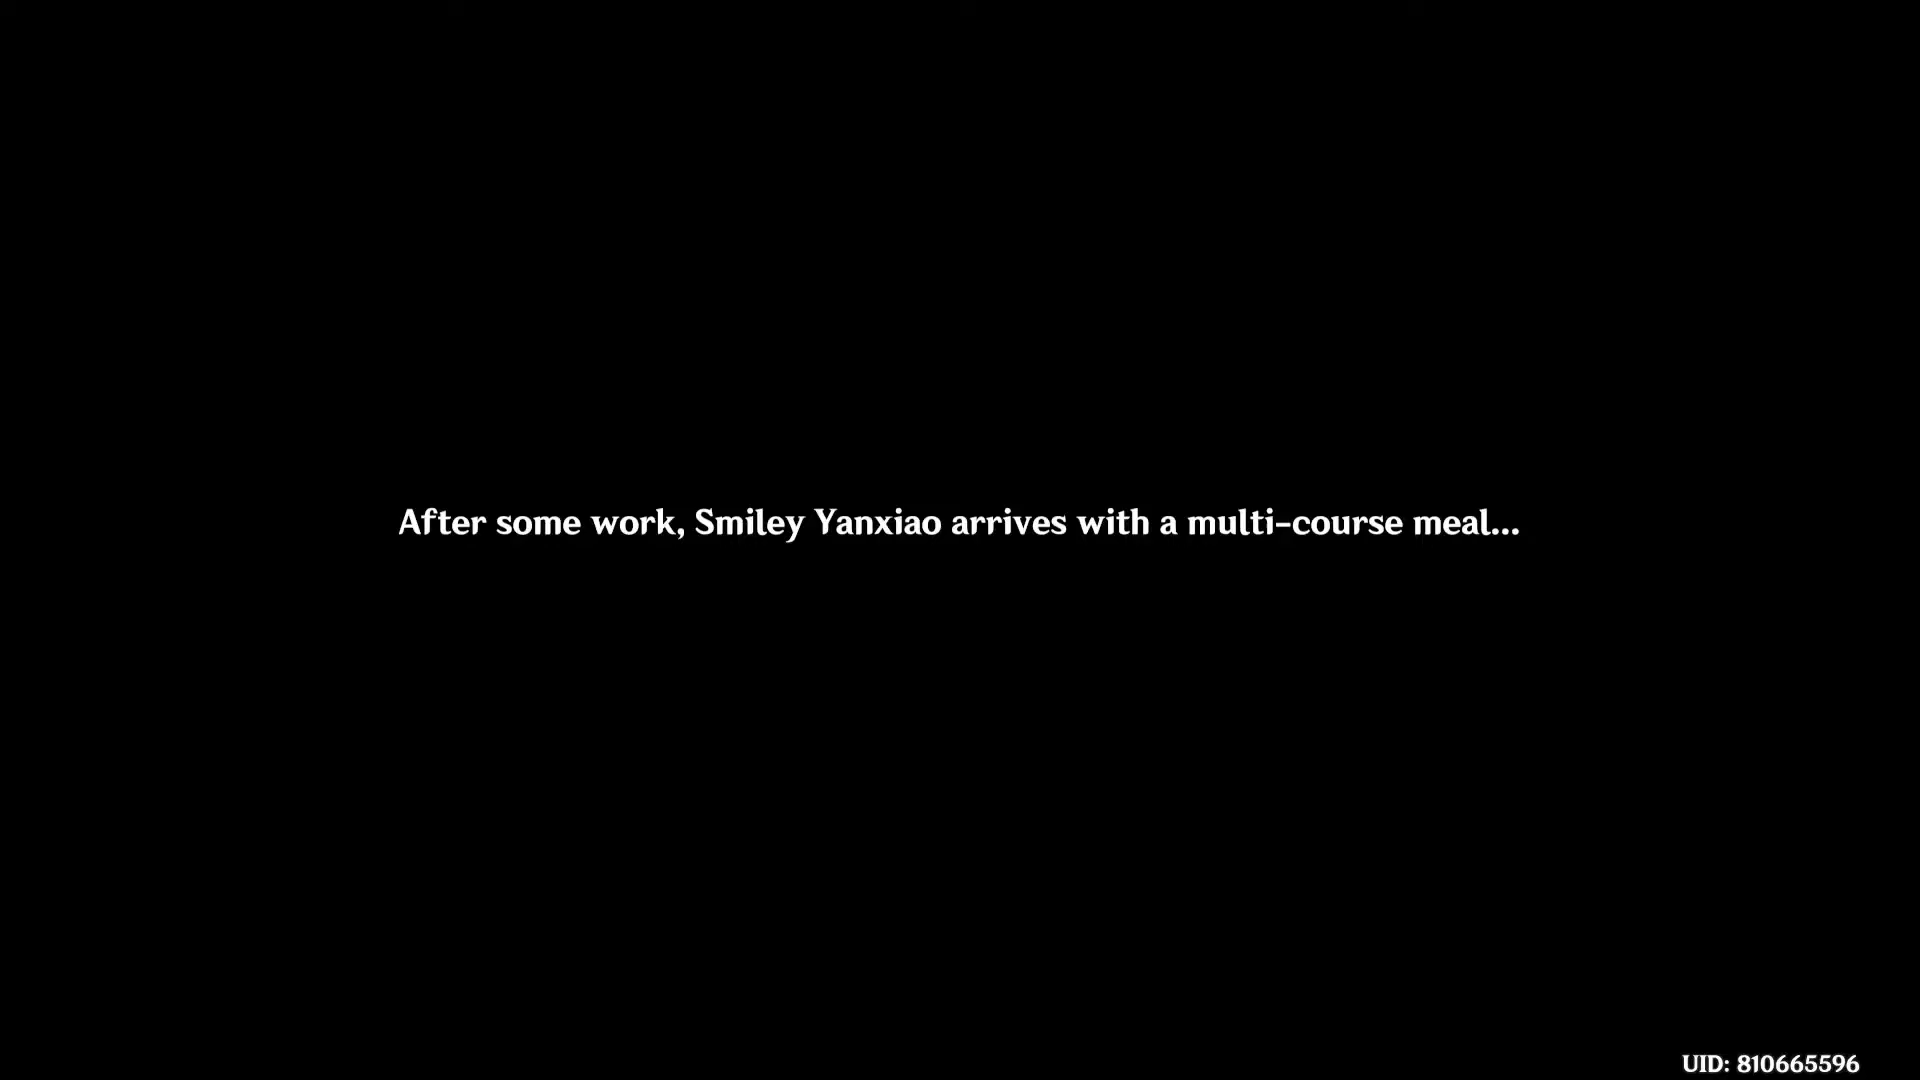 After some work, Smiley Yanxiao arrives with a multi-course meal...
UID: 810665596